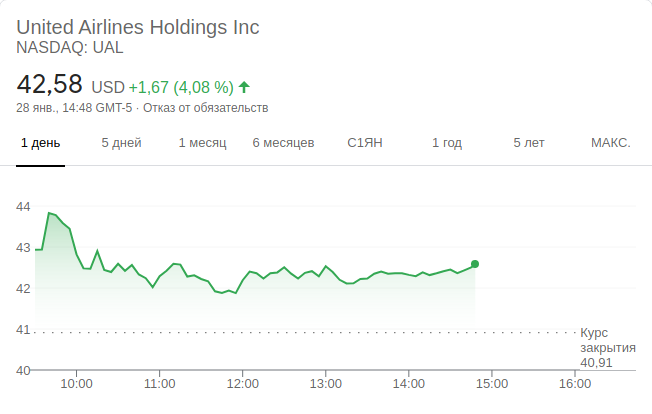 United Airlines Holdings Inc
NASDAQ: UAL
42,58 USD +1,67 (4,08 %)
28 янв., 14:48 GMT-5 · Отказ от обязательств
1 день 5 дней 1 месяц 6 месяцев С1ЯН 1 год 5 лет МАКС.
44
43
42
41
Курс
закрытия
40,91
40
10:00 11:00 12:00 13:00 14:00 15:00 16:00